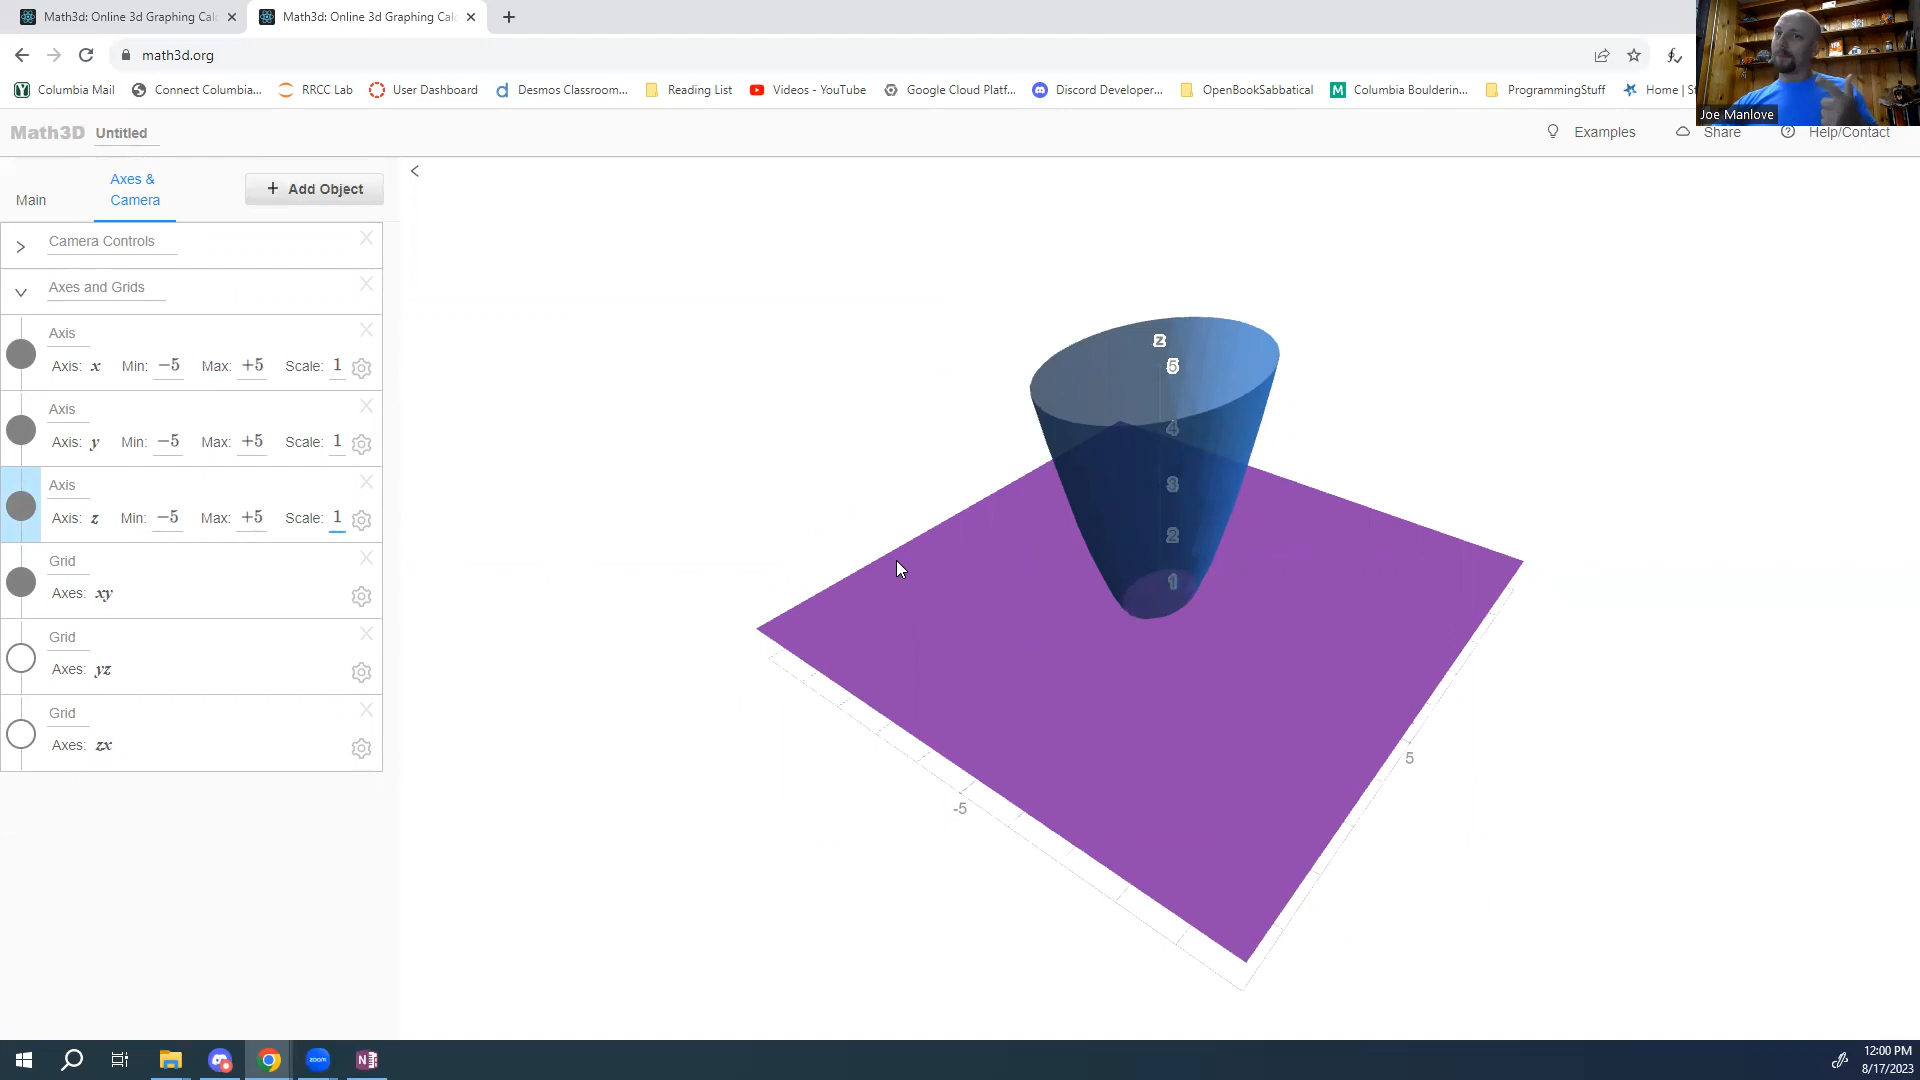 Math3d: Online 3d Graphing Calc
Math3d: Online 3d Graphing Calc
math3d.org
Columbia Mail
Connect Columbia...
RRCC Lab
User Dashboard
Desmos Classroom...
Reading List
Videos - YouTube
Google Cloud Platf...
Discord Developer...
OpenBookSabbatical
Columbia Boulderin...
ProgrammingStuff
Home | St
Joe Manlove
Math3D
Untitled
Examples
Share
Help/Contact
Main
Axes &
Camera
+ Add Object
Camera Controls
Axes and Grids
Axis
Axis: x Min: −5 Max: +5 Scale: 1
Axis
Axis: y Min: −5 Max: +5 Scale: 1
Axis
Axis: z Min: −5 Max: +5 Scale: 1
Grid
Axes: xy
Grid
Axes: yz
Grid
Axes: zx
z
5
4
3
2
1
5
-5
zoom
N
12:00 PM
8/17/2023